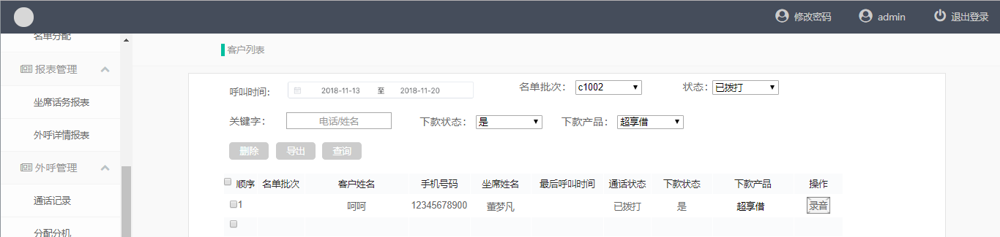 修改密码 admin 退出登录
名单分配
报表管理
坐席话务报表
外呼详情报表
外呼管理
通话记录
分配分机
客户列表
呼叫时间： 2018-11-13 至 2018-11-20 名单批次： c1002 状态： 已拨打
关键字： 电话/姓名 下款状态： 是 下款产品： 超享借
删除 导出 查询
顺序 名单批次 客户姓名 手机号码 坐席姓名 最后呼叫时间 通话状态 下款状态 下款产品 操作
1 呵呵 12345678900 董梦凡 已拨打 是 超享借 录音